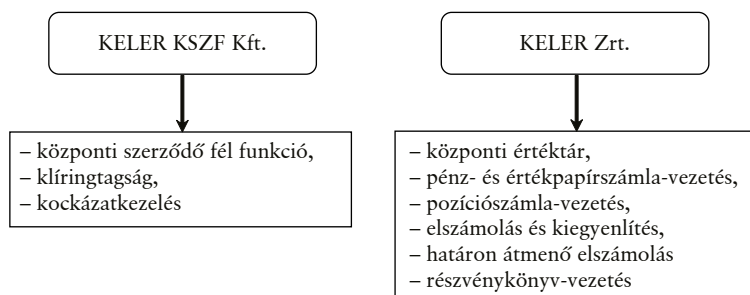 KELER KSZF Kft.
– központi szerződő fél funkció,
– klíringtagság,
– kockázatkezelés
KELER Zrt.
– központi értéktár,
– pénz- és értékpapírszámla-vezetés,
– pozíciószámla-vezetés,
– elszámolás és kiegyenlítés,
– határon átmenő elszámolás
– részvénykönyv-vezetés